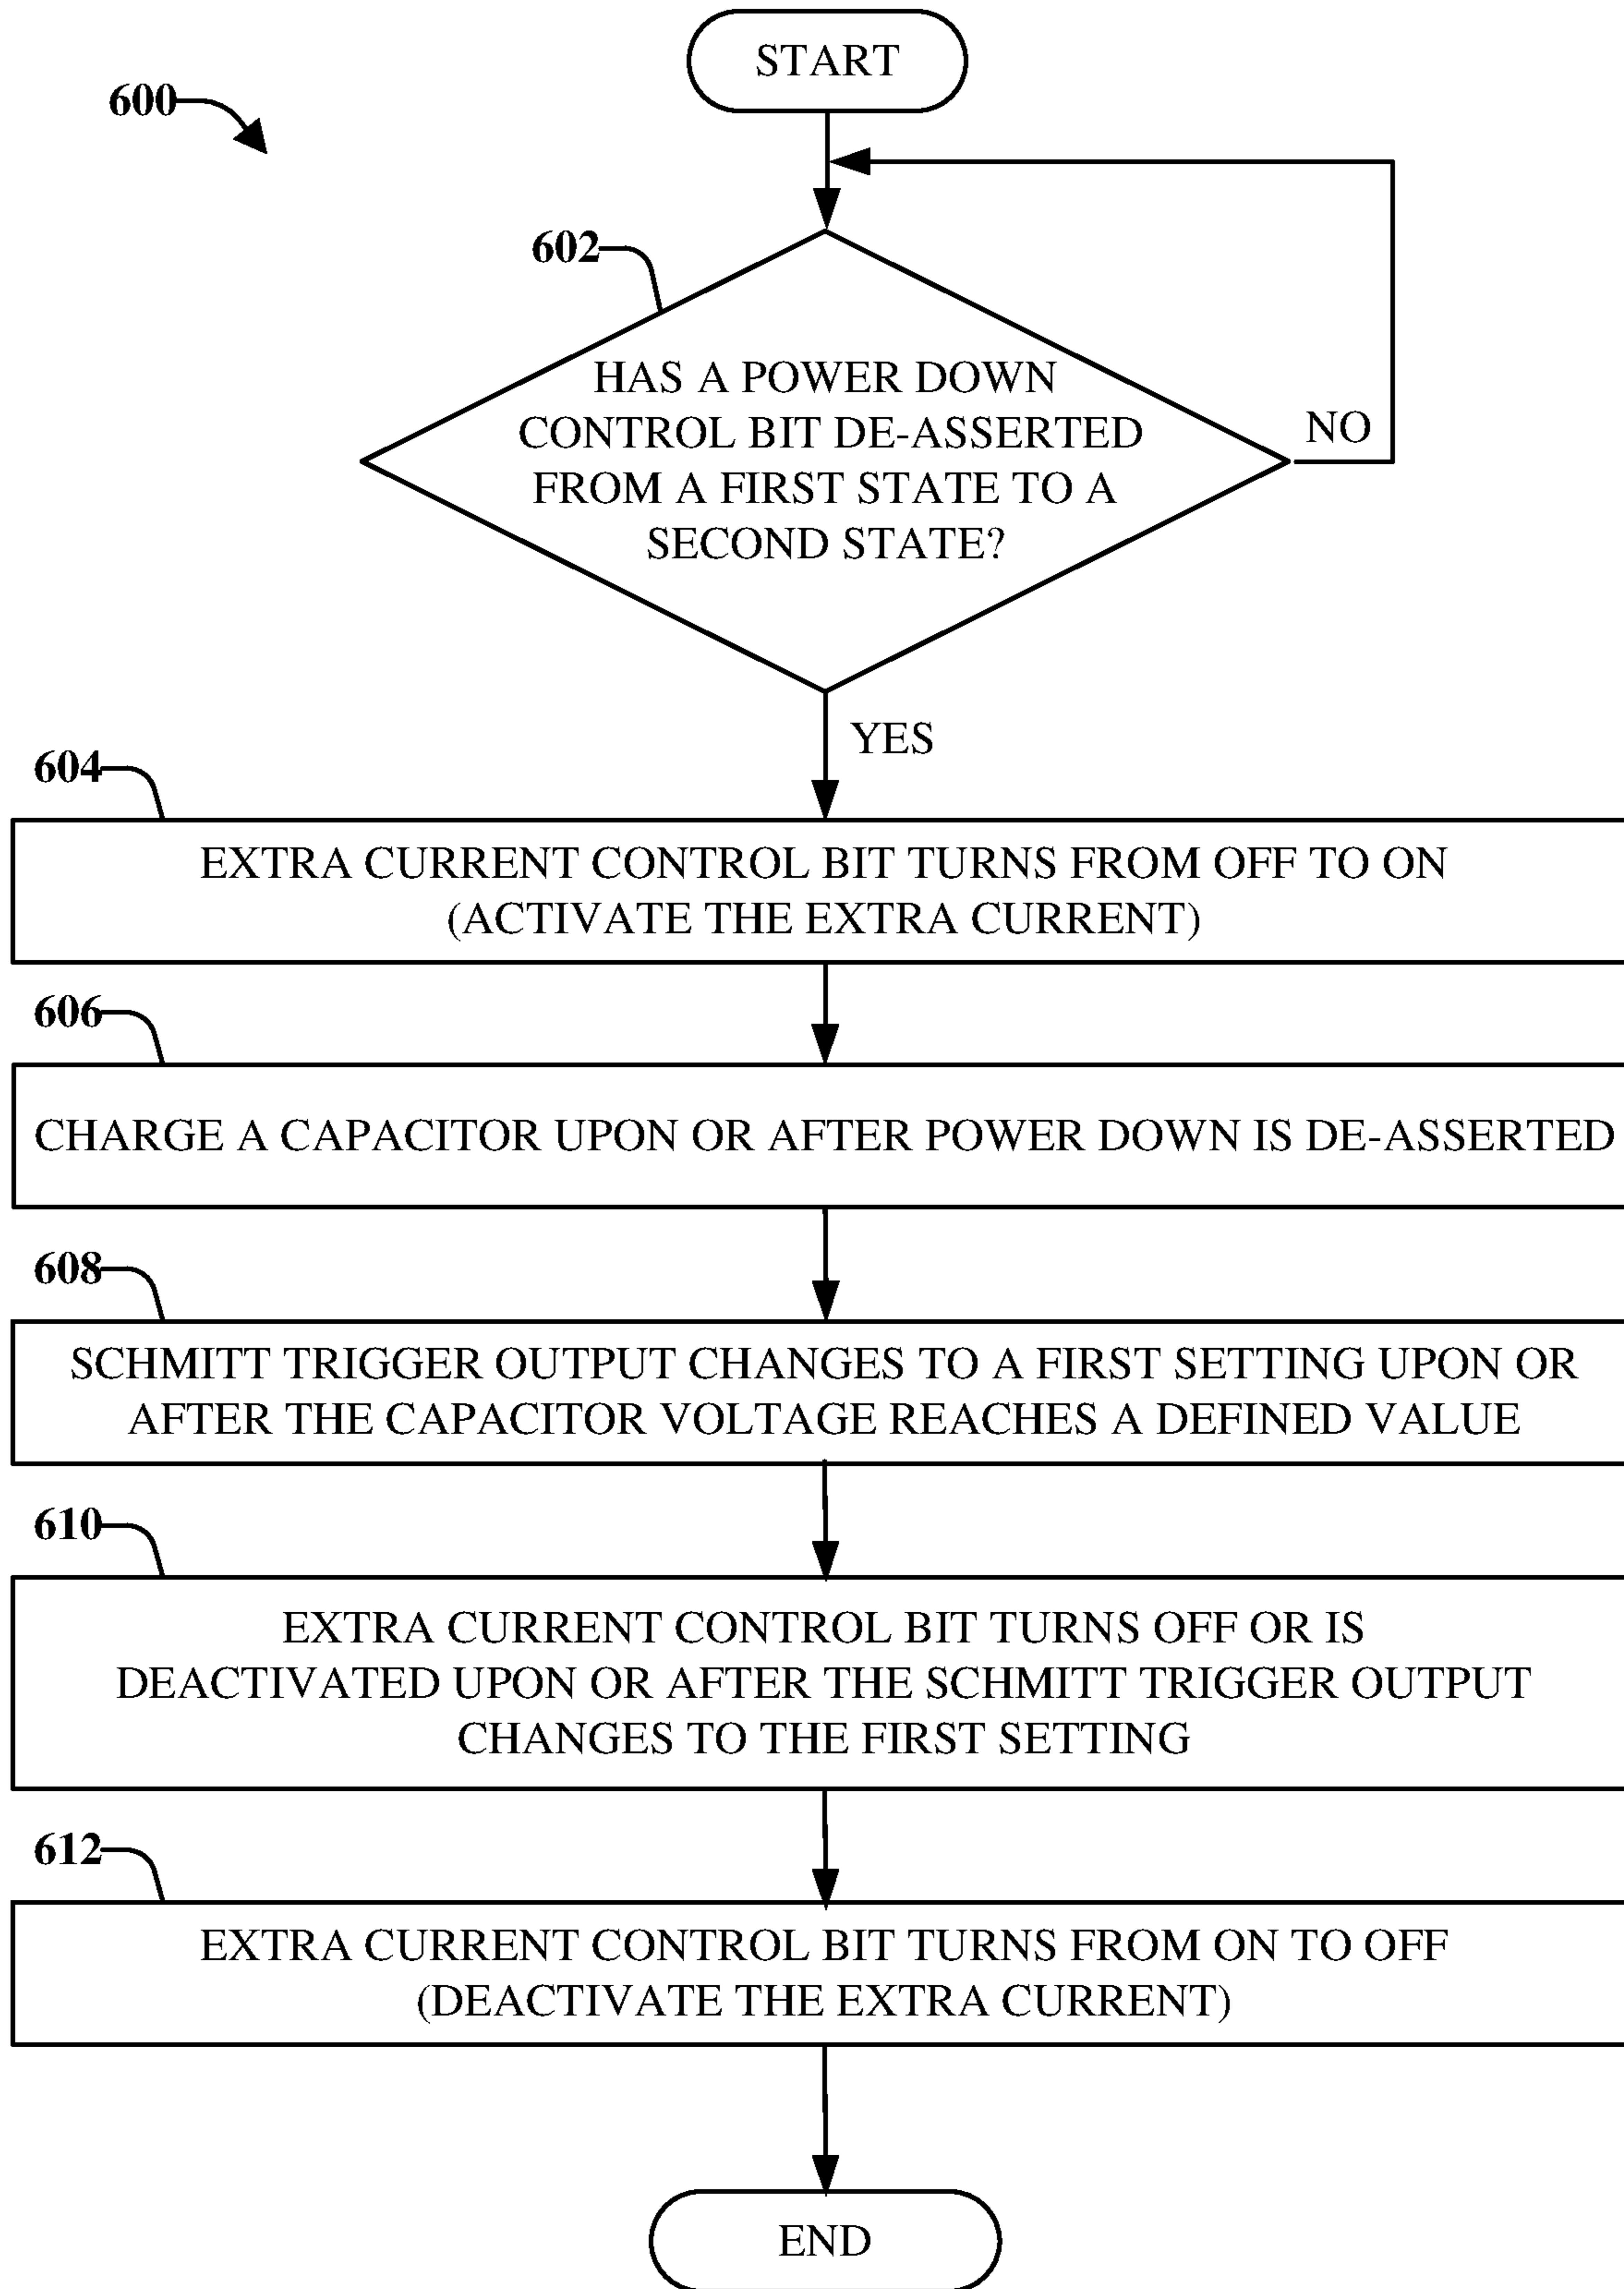 START
600
602
HAS A POWER DOWN
CONTROL BIT DE-ASSERTED
FROM A FIRST STATE TO A
SECOND STATE?
NO
YES
604
EXTRA CURRENT CONTROL BIT TURNS FROM OFF TO ON
(ACTIVATE THE EXTRA CURRENT)
606
CHARGE A CAPACITOR UPON OR AFTER POWER DOWN IS DE-ASSERTED
608
SCHMITT TRIGGER OUTPUT CHANGES TO A FIRST SETTING UPON OR
AFTER THE CAPACITOR VOLTAGE REACHES A DEFINED VALUE
610
EXTRA CURRENT CONTROL BIT TURNS OFF OR IS
DEACTIVATED UPON OR AFTER THE SCHMITT TRIGGER OUTPUT
CHANGES TO THE FIRST SETTING
612
EXTRA CURRENT CONTROL BIT TURNS FROM ON TO OFF
(DEACTIVATE THE EXTRA CURRENT)
END